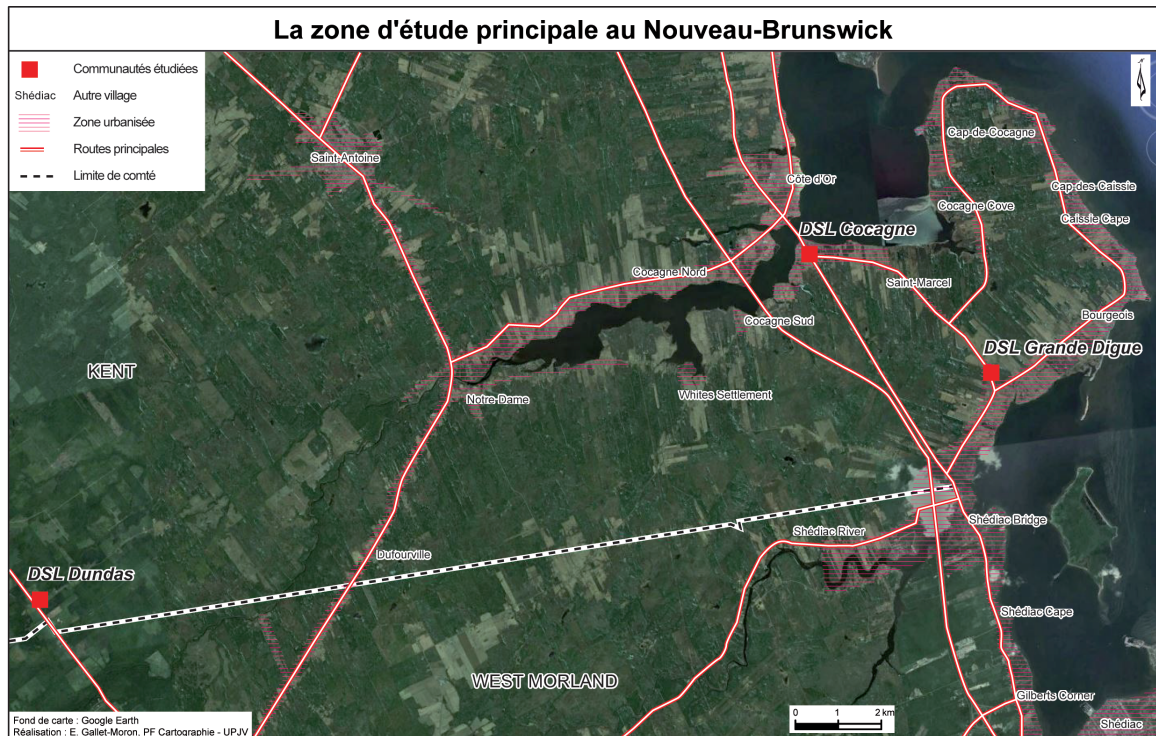 La zone d'étude principale au Nouveau-Brunswick
Communautés étudiées
Shédiac Autre village
Zone urbanisée
Routes principales
Limite de comté
N
Saint-Antoine
Cap-de-Cocagne
Côte d'Or
Cap-des-Caissie
Cocagne Cove
Caissie Cape
DSL Cocagne
Cocagne Nord
Saint-Marcel
Cocagne Sud
Bourgeois
DSL Grande Digue
KENT
Notre-Dame
Whites Settlement
Shédiac Bridge
Shédiac River
Dufourville
DSL Dundas
Shédiac Cape
WEST MORLAND
Gilberts Corner
Shédiac
0 1 2 km
Fond de carte : Google Earth
Réalisation : E. Gallet-Moron, PF Cartographie - UPJV